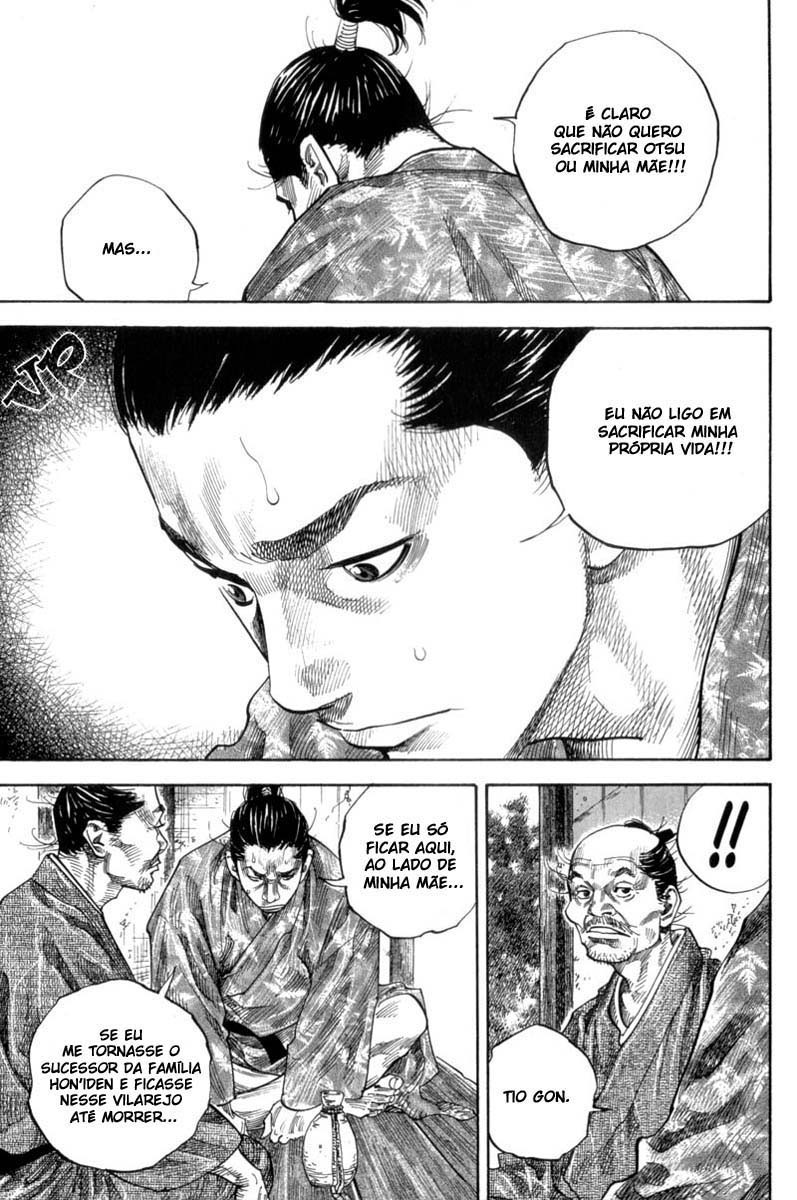 É CLARO
QUE NÃO QUERO
SACRIFICAR OTSU
OU MINHA MÃE!!!
MAS...
EU NÃO LIGO EM
SACRIFICAR MINHA
PRÓPRIA VIDA!!!
!!
TIO GON.
SE EU SÓ
FICAR AQUI,
AO LADO DE
MINHA MÃE...
SE EU
ME TORNASSE O
SUCESSOR DA FAMÍLIA
HON'IDEN E FICASSE
NESSE VILAREJO
ATÉ MORRER...